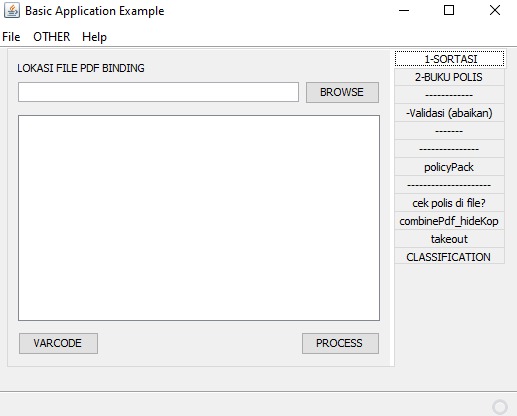 Basic Application Example
File OTHER Help
LOKASI FILE PDF BINDING
BROWSE
VARCODE
PROCESS
1-SORTASI
2-BUKU POLIS
------------
-Validasi (abaikan)
-------
---------------
policyPack
---------------------
cek polis di file?
combinePdf_hideKop
takeout
CLASSIFICATION